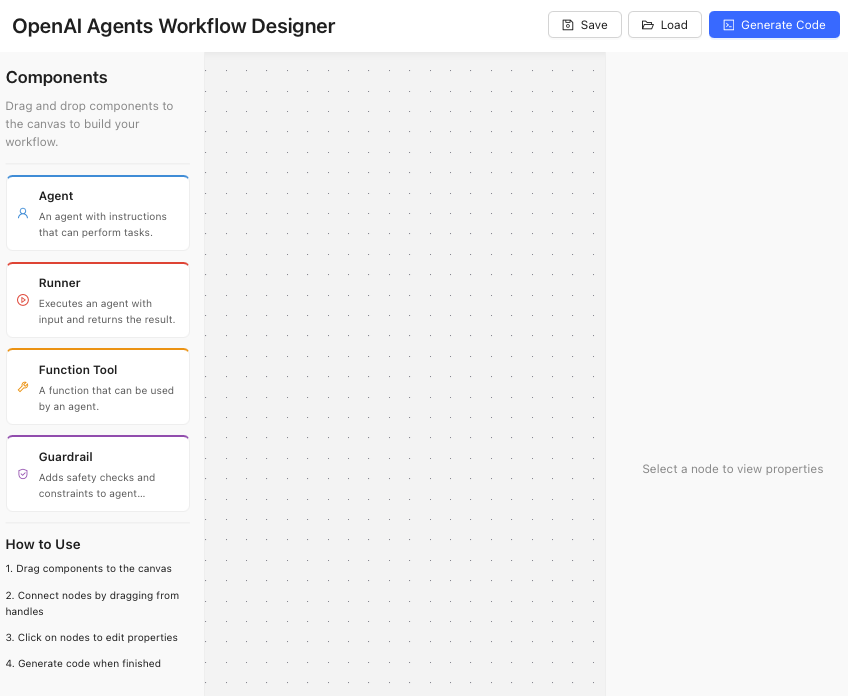 OpenAI Agents Workflow Designer
Save
Load
Generate Code
Components
Drag and drop components to
the canvas to build your
workflow.
Agent
An agent with instructions
that can perform tasks.
Runner
Executes an agent with
input and returns the result.
Function Tool
A function that can be used
by an agent.
Guardrail
Adds safety checks and
constraints to agent...
How to Use
1. Drag components to the canvas
2. Connect nodes by dragging from
handles
3. Click on nodes to edit properties
4. Generate code when finished
Select a node to view properties